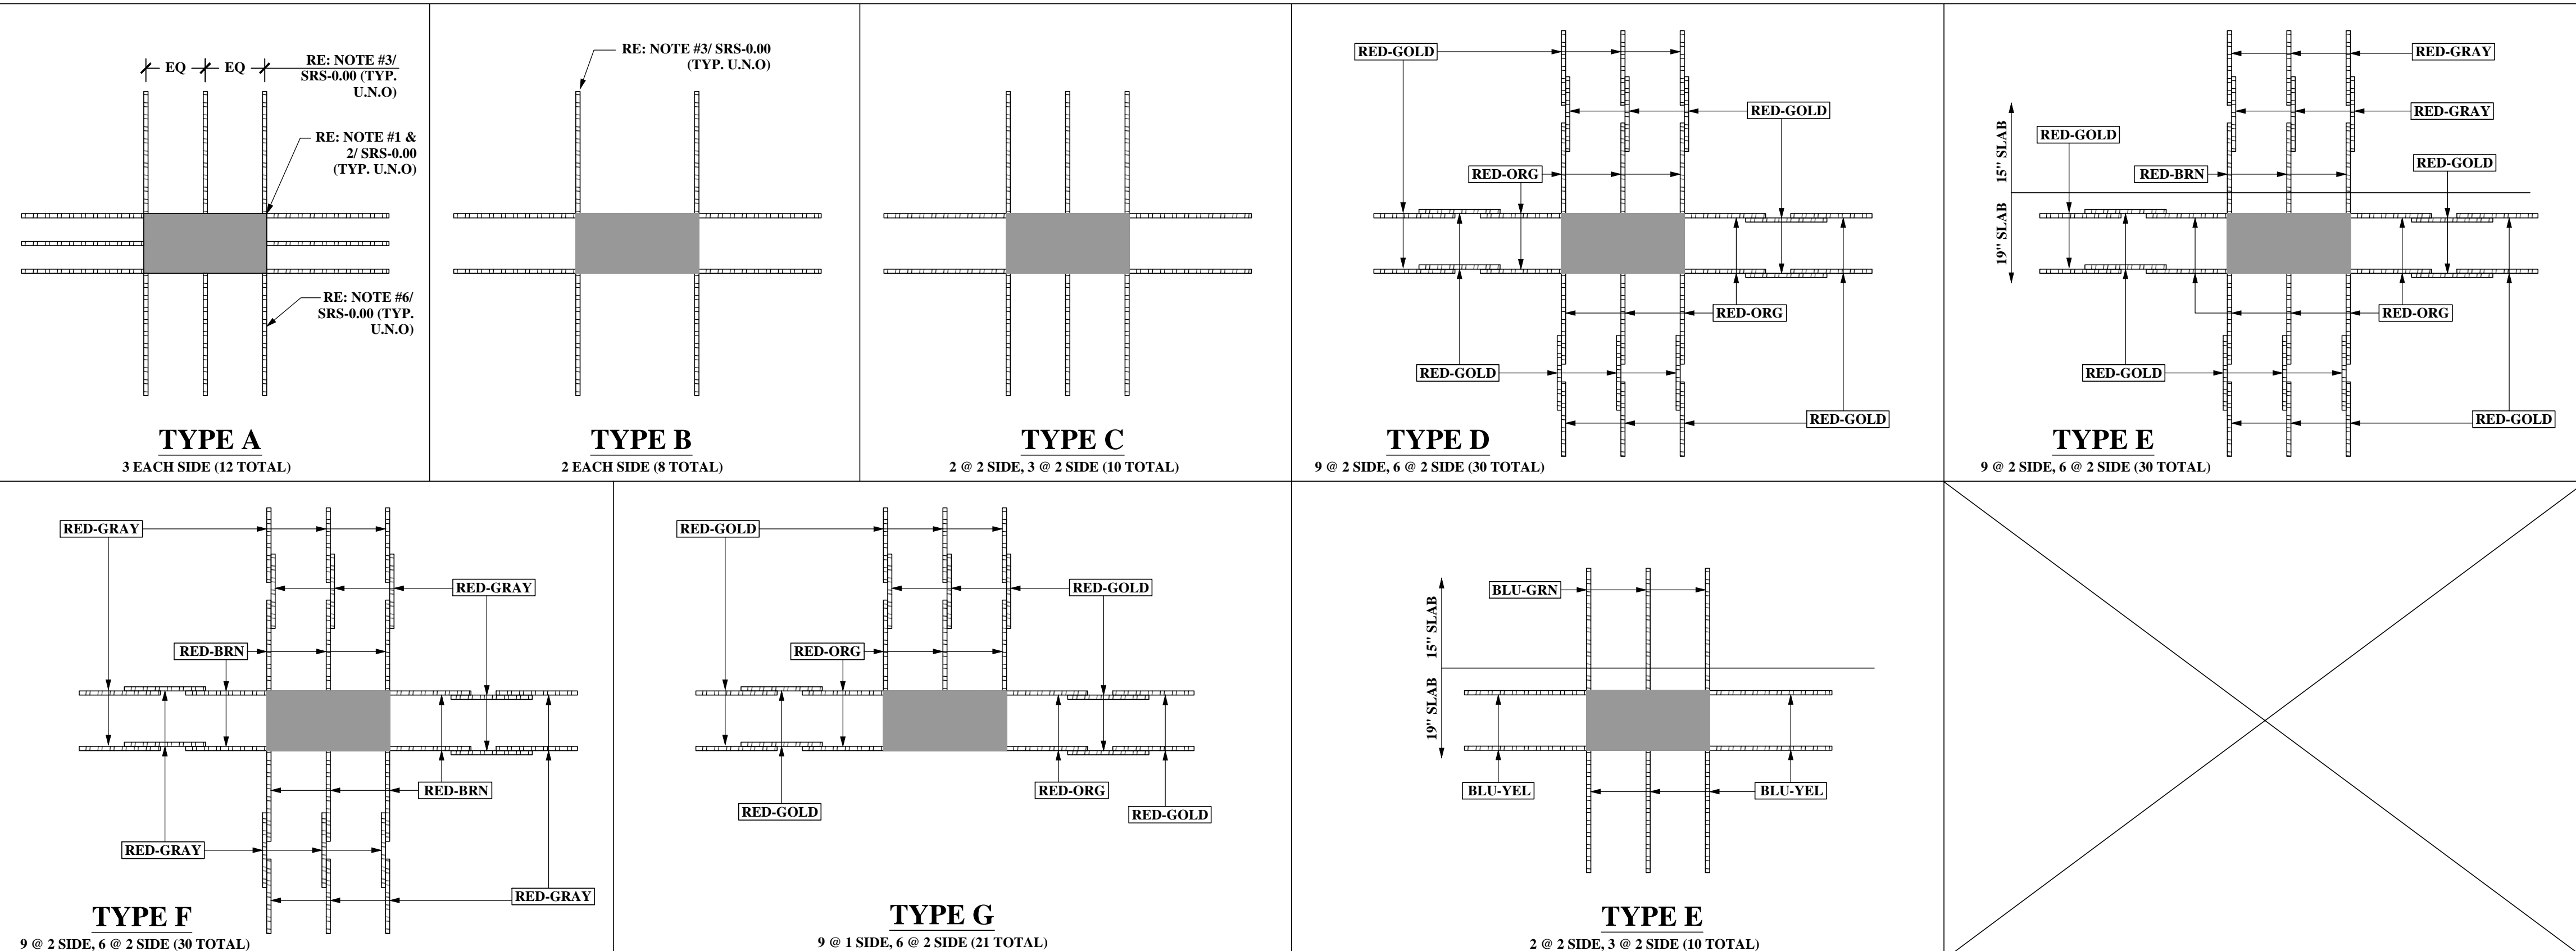 EQ
EQ
RE: NOTE #3/
SRS-0.00 (TYP.
U.N.O)
RE: NOTE #1 &
2/ SRS-0.00
(TYP. U.N.O)
RE: NOTE #6/
SRS-0.00 (TYP.
U.N.O)
TYPE A
3 EACH SIDE (12 TOTAL)
RE: NOTE #3/ SRS-0.00
(TYP. U.N.O)
TYPE B
2 EACH SIDE (8 TOTAL)
TYPE C
2 @ 2 SIDE, 3 @ 2 SIDE (10 TOTAL)
RED-GOLD
RED-GOLD
RED-ORG
RED-ORG
RED-GOLD
RED-GOLD
TYPE D
9 @ 2 SIDE, 6 @ 2 SIDE (30 TOTAL)
RED-GRAY
RED-GRAY
RED-GOLD
RED-GOLD
RED-BRN
15" SLAB
19" SLAB
RED-ORG
RED-GOLD
RED-GOLD
TYPE E
9 @ 2 SIDE, 6 @ 2 SIDE (30 TOTAL)
RED-GRAY
RED-GRAY
RED-BRN
RED-BRN
RED-GRAY
RED-GRAY
TYPE F
9 @ 2 SIDE, 6 @ 2 SIDE (30 TOTAL)
RED-GOLD
RED-GOLD
RED-ORG
RED-ORG
RED-GOLD
RED-GOLD
TYPE G
9 @ 1 SIDE, 6 @ 2 SIDE (21 TOTAL)
BLU-GRN
15" SLAB
19" SLAB
BLU-YEL
BLU-YEL
TYPE E
2 @ 2 SIDE, 3 @ 2 SIDE (10 TOTAL)